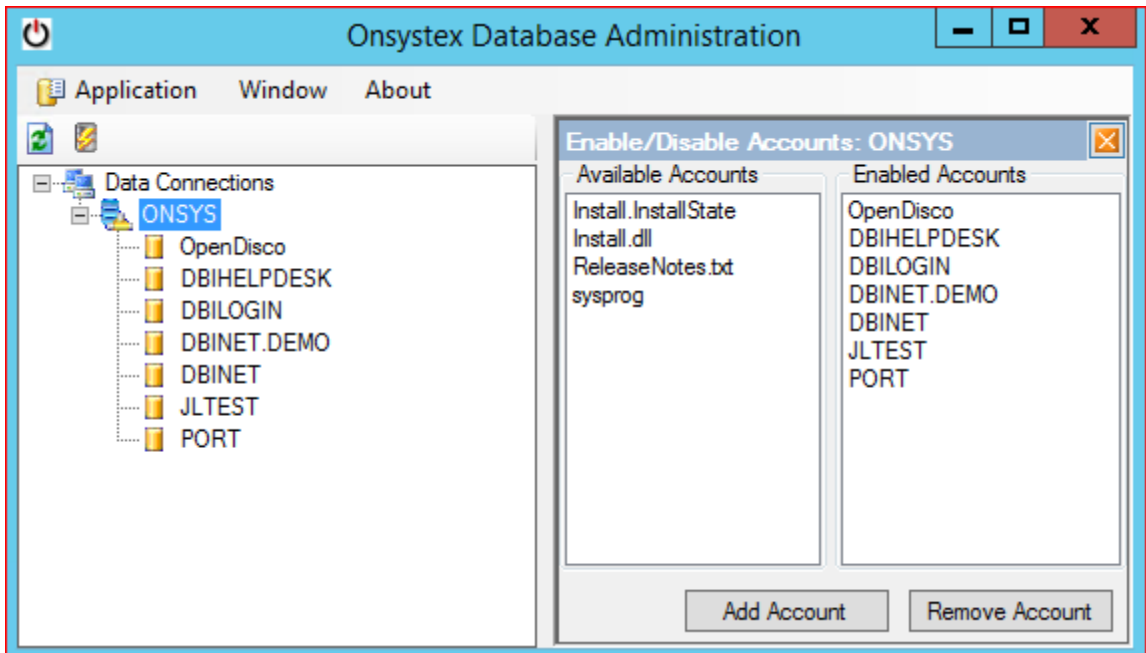 Onsystex Database Administration
Application Window About
Data Connections
ONSYS
OpenDisco
DBIHELPDESK
DBILOGIN
DBINET.DEMO
DBINET
JLTEST
PORT
Enable/Disable Accounts: ONSYS
Available Accounts
Install.InstallState
Install.dll
ReleaseNotes.txt
sysprog
Enabled Accounts
OpenDisco
DBIHELPDESK
DBILOGIN
DBINET.DEMO
DBINET
JLTEST
PORT
Add Account
Remove Account